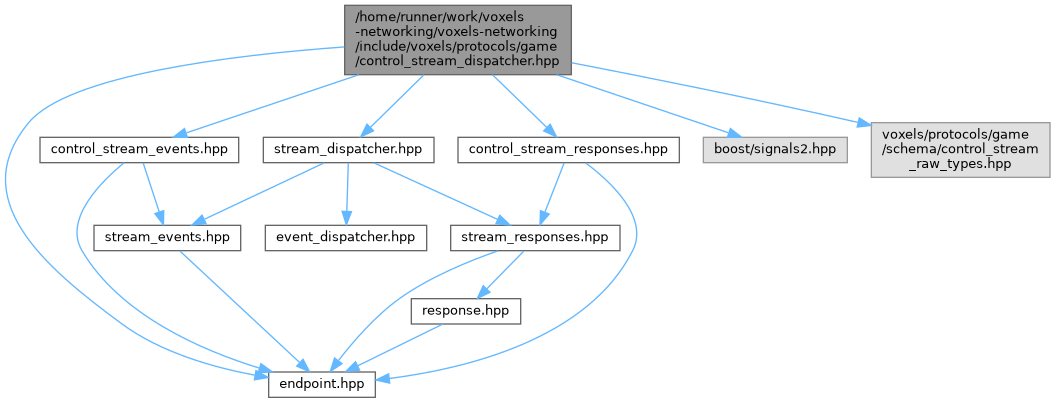 /home/runner/work/voxels
-networking/voxels-networking
/include/voxels/protocols/game
/control_stream_dispatcher.hpp
control_stream_events.hpp
stream_dispatcher.hpp
control_stream_responses.hpp
boost/signals2.hpp
voxels/protocols/game
/schema/control_stream
_raw_types.hpp
stream_events.hpp
event_dispatcher.hpp
stream_responses.hpp
response.hpp
endpoint.hpp